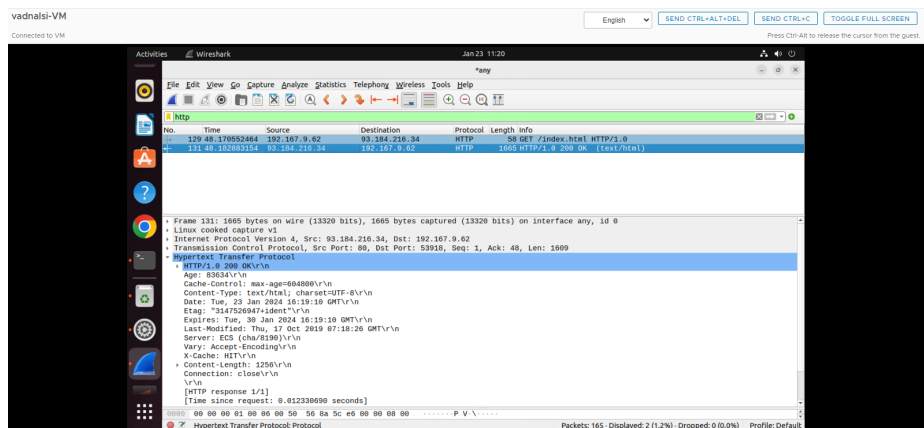 vadnalsi-VM
English
SEND CTRL+ALT+DEL
SEND CTRL+C
TOGGLE FULL SCREEN
Connected to VM
Press Ctrl-Alt to release the cursor from the guest.
Activities
Wireshark
Jan 23 11:20
*any
File Edit View Go Capture Analyze Statistics Telephony Wireless Tools Help
http
No. Time Source Destination Protocol Length Info
129 48.170552464 192.167.9.62 93.184.216.34 HTTP 58 GET /index.html HTTP/1.0
131 48.182883154 93.184.216.34 192.167.9.62 HTTP 1665 HTTP/1.0 200 OK (text/html)
Frame 131: 1665 bytes on wire (13320 bits), 1665 bytes captured (13320 bits) on interface any, id 0
Linux cooked capture v1
Internet Protocol Version 4, Src: 93.184.216.34, Dst: 192.167.9.62
Transmission Control Protocol, Src Port: 80, Dst Port: 53918, Seq: 1, Ack: 48, Len: 1609
Hypertext Transfer Protocol
HTTP/1.0 200 OK\r\n
Age: 83634\r\n
Cache-Control: max-age=604800\r\n
Content-Type: text/html; charset=UTF-8\r\n
Date: Tue, 23 Jan 2024 16:19:10 GMT\r\n
Etag: "3147526947+ident"\r\n
Expires: Tue, 30 Jan 2024 16:19:10 GMT\r\n
Last-Modified: Thu, 17 Oct 2019 07:18:26 GMT\r\n
Server: ECS (cha/8190)\r\n
Vary: Accept-Encoding\r\n
X-Cache: HIT\r\n
Content-Length: 1256\r\n
Connection: close\r\n
\r\n
[HTTP response 1/1]
[Time since request: 0.012330690 seconds]
0000 00 00 00 01 00 06 00 50 56 8a 5c e6 00 00 08 00 ·······P V·\·····
Hypertext Transfer Protocol: Protocol
Packets: 165 · Displayed: 2 (1.2%) · Dropped: 0 (0.0%)
Profile: Default